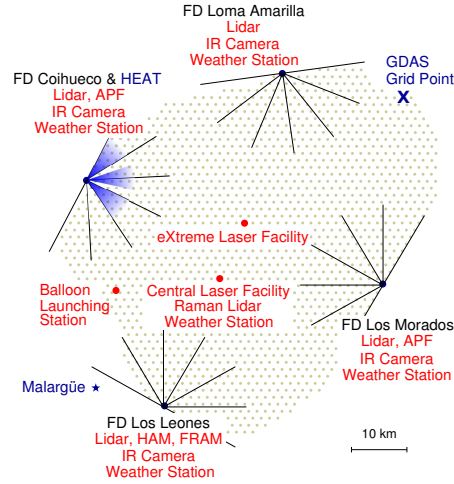 FD Loma Amarilla
Lidar
IR Camera
Weather Station
GDAS
Grid Point
X
FD Coihueco & HEAT
Lidar, APF
IR Camera
Weather Station
eXtreme Laser Facility
Balloon
Launching
Station
Central Laser Facility
Raman Lidar
Weather Station
FD Los Morados
Lidar, APF
IR Camera
Weather Station
Malargüe
FD Los Leones
Lidar, HAM, FRAM
IR Camera
Weather Station
10 km